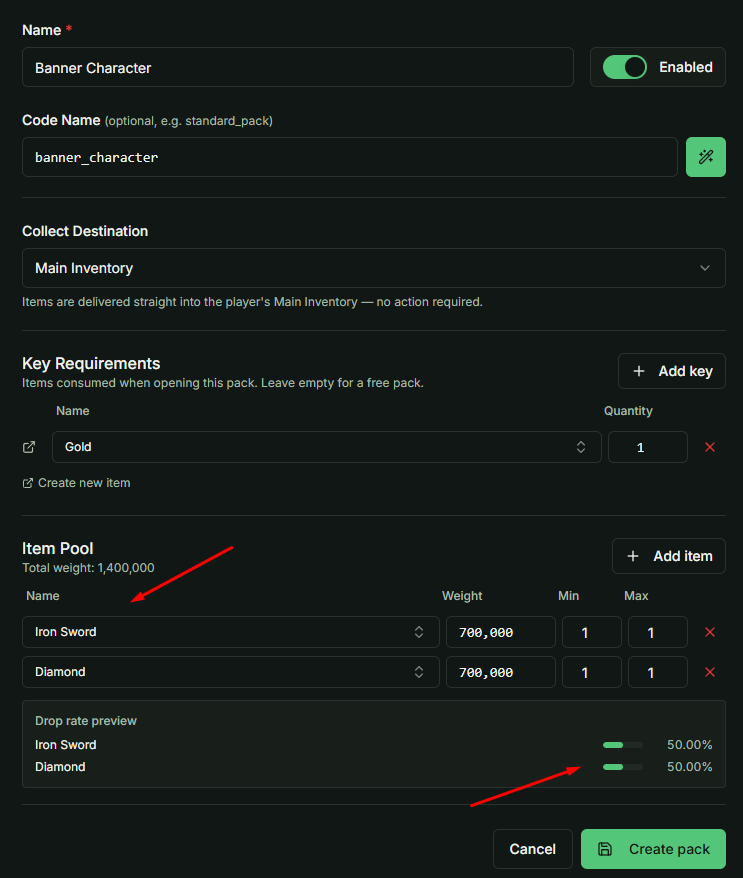 Name *
Banner Character
Enabled
Code Name (optional, e.g. standard_pack)
banner_character
Collect Destination
Main Inventory
Items are delivered straight into the player's Main Inventory — no action required.
Key Requirements
Items consumed when opening this pack. Leave empty for a free pack.
Add key
Name Quantity
Gold 1
Create new item
Item Pool
Total weight: 1,400,000
Add item
Name Weight Min Max
Iron Sword 700,000 1 1
Diamond 700,000 1 1
Drop rate preview
Iron Sword 50.00%
Diamond 50.00%
Cancel Create pack